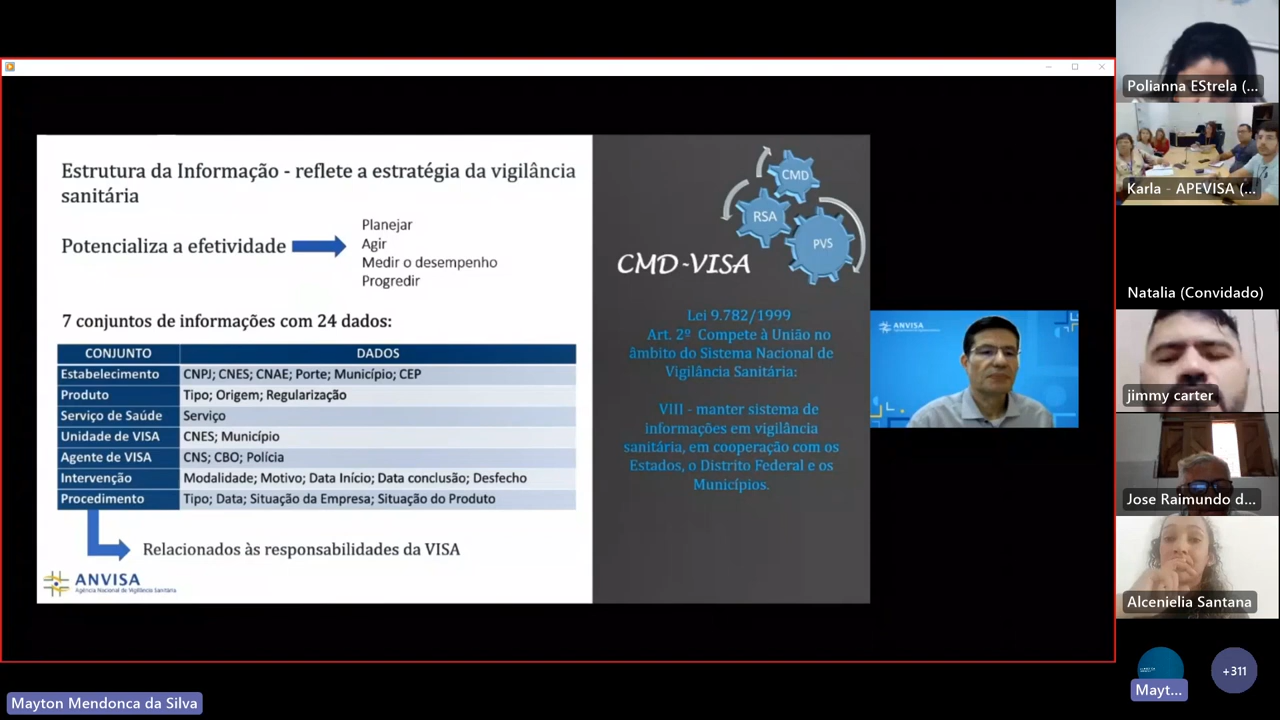 Estrutura da Informação - reflete a estratégia da vigilância
sanitária
Potencializa a efetividade
Planejar
Agir
Medir o desempenho
Progredir
7 conjuntos de informações com 24 dados:
CONJUNTO DADOS
Estabelecimento CNPJ; CNES; CNAE; Porte; Município; CEP
Produto Tipo; Origem; Regularização
Serviço de Saúde Serviço
Unidade de VISA CNES; Município
Agente de VISA CNS; CBO; Polícia
Intervenção Modalidade; Motivo; Data Início; Data conclusão; Desfecho
Procedimento Tipo; Data; Situação da Empresa; Situação do Produto
Relacionados às responsabilidades da VISA
ANVISA
Agência Nacional de Vigilância Sanitária
CMD
RSA
PVS
CMD-VISA
Lei 9.782/1999
Art. 2º Compete à União no
âmbito do Sistema Nacional de
Vigilância Sanitária:
VIII - manter sistema de
informações em vigilância
sanitária, em cooperação com os
Estados, o Distrito Federal e os
Municípios.
ANVISA
Polianna EStrela (...
Karla - APEVISA (...
Natalia (Convidado)
jimmy carter
Jose Raimundo d...
Alcenielia Santana
Mayt...
+311
Mayton Mendonca da Silva